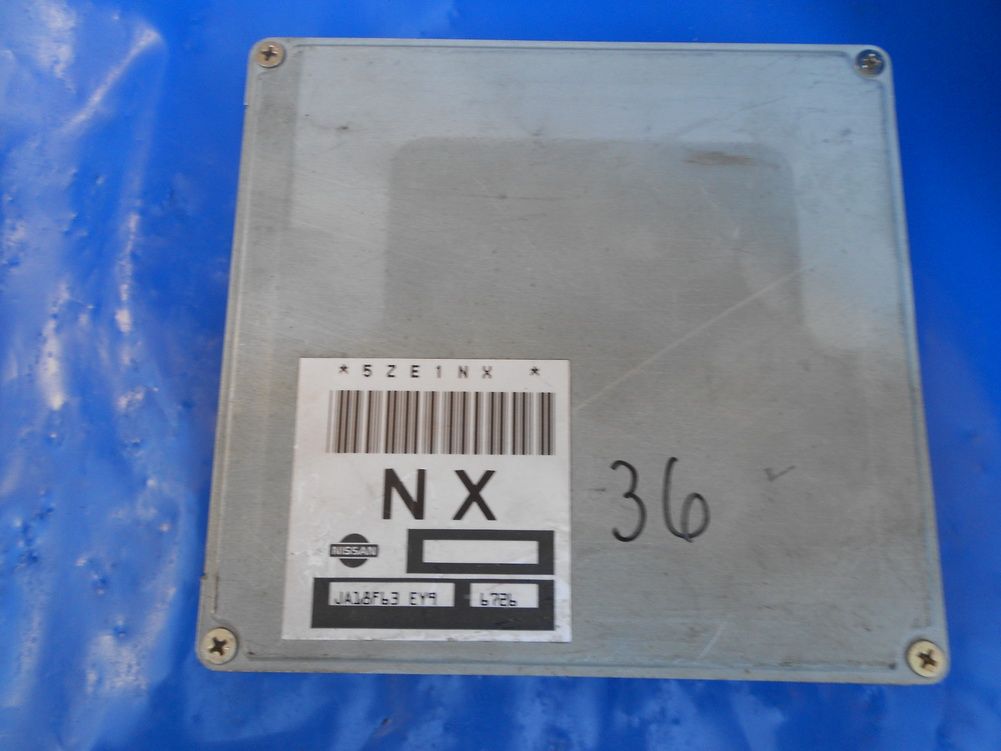 *5ZE1NX *
NX
36
NISSAN
JA18F63 EY9 6726